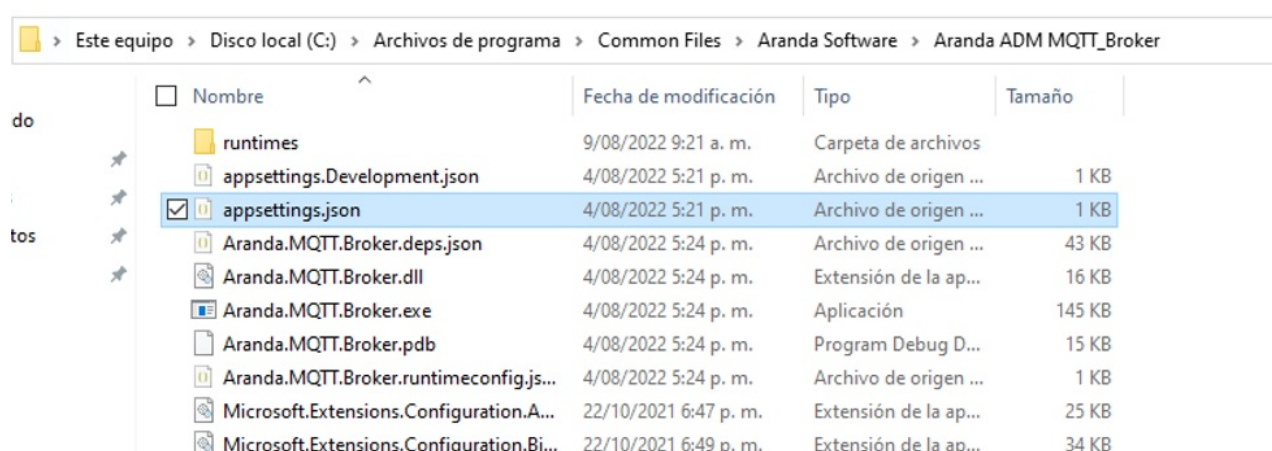 Este equipo > Disco local (C:) > Archivos de programa > Common Files > Aranda Software > Aranda ADM MQTT_Broker
Nombre Fecha de modificación Tipo Tamaño
do
runtimes 9/08/2022 9:21 a. m. Carpeta de archivos
appsettings.Development.json 4/08/2022 5:21 p. m. Archivo de origen ... 1 KB
appsettings.json 4/08/2022 5:21 p. m. Archivo de origen ... 1 KB
tos
Aranda.MQTT.Broker.deps.json 4/08/2022 5:24 p. m. Archivo de origen ... 43 KB
Aranda.MQTT.Broker.dll 4/08/2022 5:24 p. m. Extensión de la ap... 16 KB
Aranda.MQTT.Broker.exe 4/08/2022 5:24 p. m. Aplicación 145 KB
Aranda.MQTT.Broker.pdb 4/08/2022 5:24 p. m. Program Debug D... 15 KB
Aranda.MQTT.Broker.runtimeconfig.js... 4/08/2022 5:24 p. m. Archivo de origen ... 1 KB
Microsoft.Extensions.Configuration.A... 22/10/2021 6:47 p. m. Extensión de la ap... 25 KB
Microsoft.Extensions.Configuration.Bi... 22/10/2021 6:49 p. m. Extensión de la ap... 34 KB